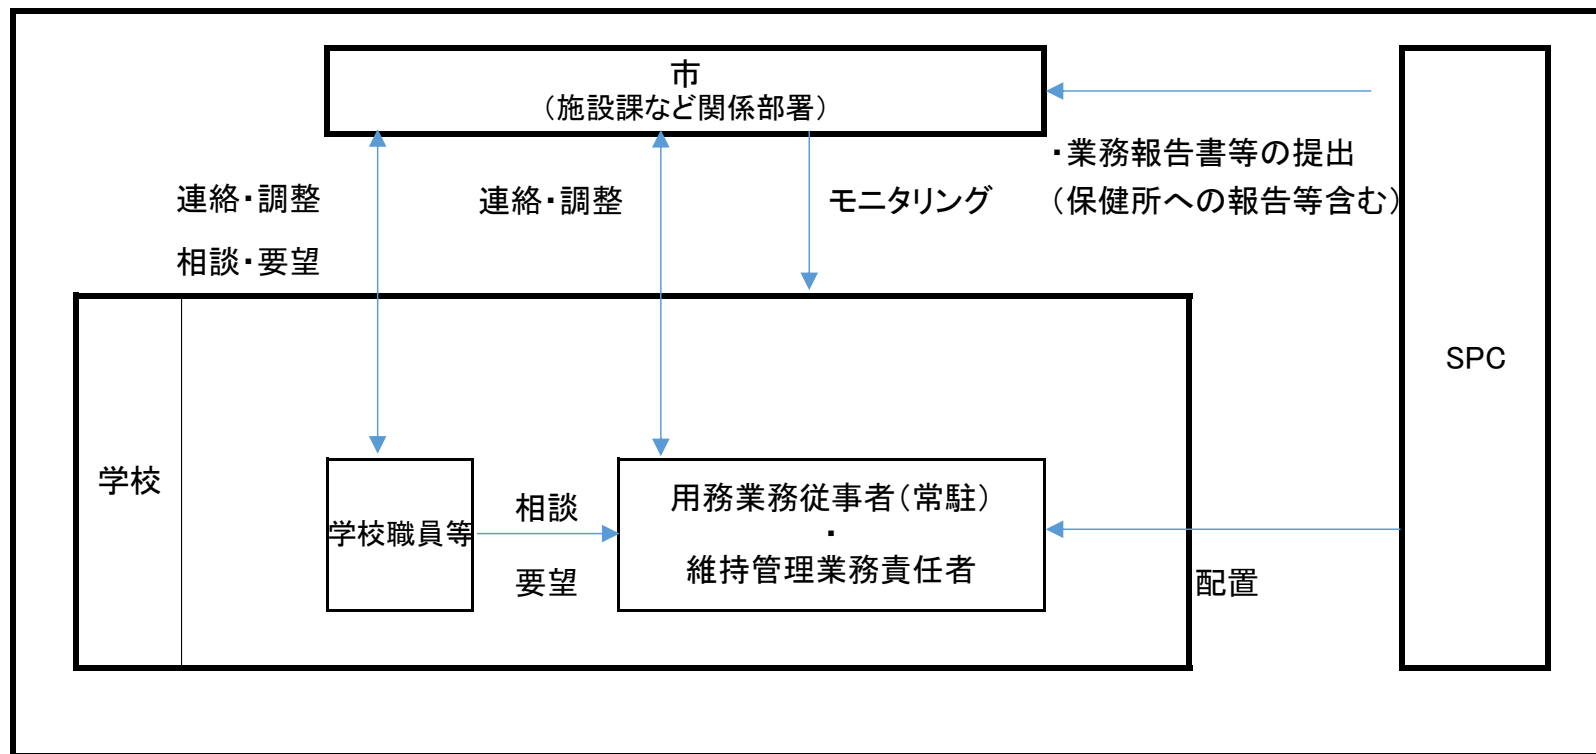 市
（施設課など関係部署）
・業務報告書等の提出
（保健所への報告等含む）
連絡・調整
相談・要望
連絡・調整
モニタリング
SPC
学校
学校職員等
相談
要望
用務業務従事者（常駐）
・
維持管理業務責任者
配置